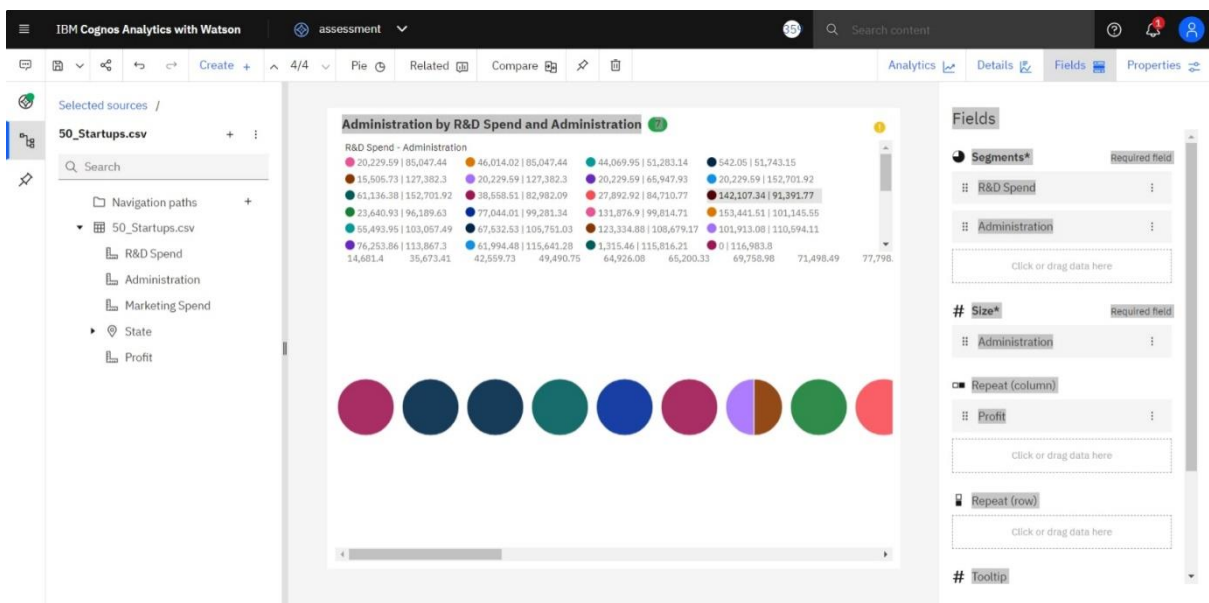 IBM Cognos Analytics with Watson
assessment
Search content
4/4
Create +
Pie
Related
Compare
Analytics
Details
Fields
Properties
Selected sources /
50_Startups.csv
Search
Navigation paths
50_Startups.csv
R&D Spend
Administration
Marketing Spend
State
Profit
Administration by R&D Spend and Administration 7
R&D Spend - Administration
20,229.59 | 85,047.44 46,014.02 | 85,047.44 44,069.95 | 51,283.14 542.05 | 51,743.15
15,505.73 | 127,382.3 20,229.59 | 127,382.3 20,229.59 | 65,947.93 20,229.59 | 152,701.92
61,136.38 | 152,701.92 38,558.51 | 82,982.09 27,892.92 | 84,710.77 142,107.34 | 91,391.77
23,640.93 | 96,189.63 77,044.01 | 99,281.34 131,876.9 | 99,814.71 153,441.51 | 101,145.55
55,493.95 | 103,057.49 67,532.53 | 105,751.03 123,334.88 | 108,679.17 101,913.08 | 110,594.11
76,253.86 | 113,867.3 61,994.48 | 115,641.28 1,315.46 | 115,816.21 0 | 116,983.8
14,681.4 35,673.41 42,559.73 49,490.75 64,926.08 65,200.33 69,758.98 71,498.49 77,798.
Fields
Segments* Required field
R&D Spend
Administration
Click or drag data here
# Size* Required field
Administration
Repeat (column)
Profit
Click or drag data here
Repeat (row)
Click or drag data here
# Tooltip